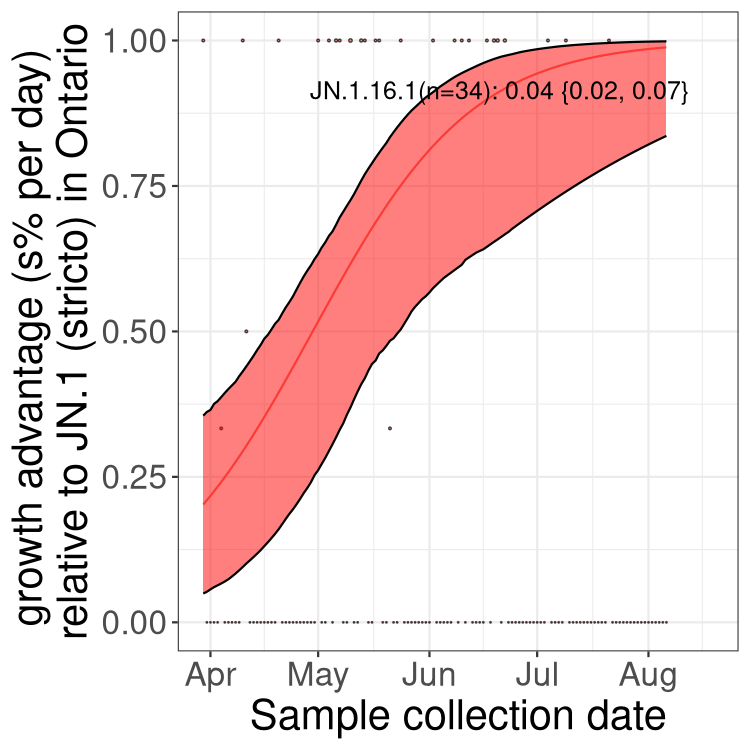 growth advantage (s% per day)
relative to JN.1 (stricto) in Ontario
1.00
0.75
0.50
0.25
0.00
JN.1.16.1(n=34): 0.04 {0.02, 0.07}
Apr May Jun Jul Aug
Sample collection date